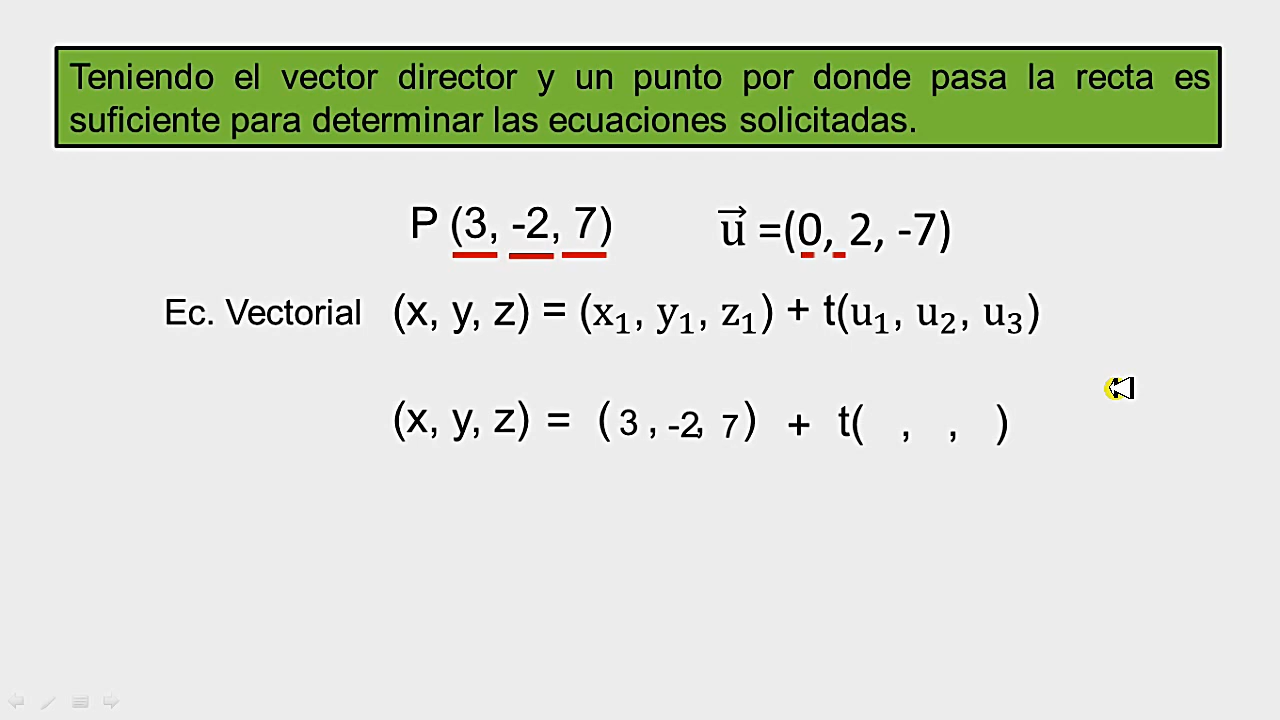 Teniendo el vector director y un punto por donde pasa la recta es
suficiente para determinar las ecuaciones solicitadas.
P (3, -2, 7) u⃗ =(0, 2, -7)
Ec. Vectorial (x, y, z) = (x₁, y₁, z₁) + t(u₁, u₂, u₃)
(x, y, z) = ( 3 , -2, 7 ) + t( , , )